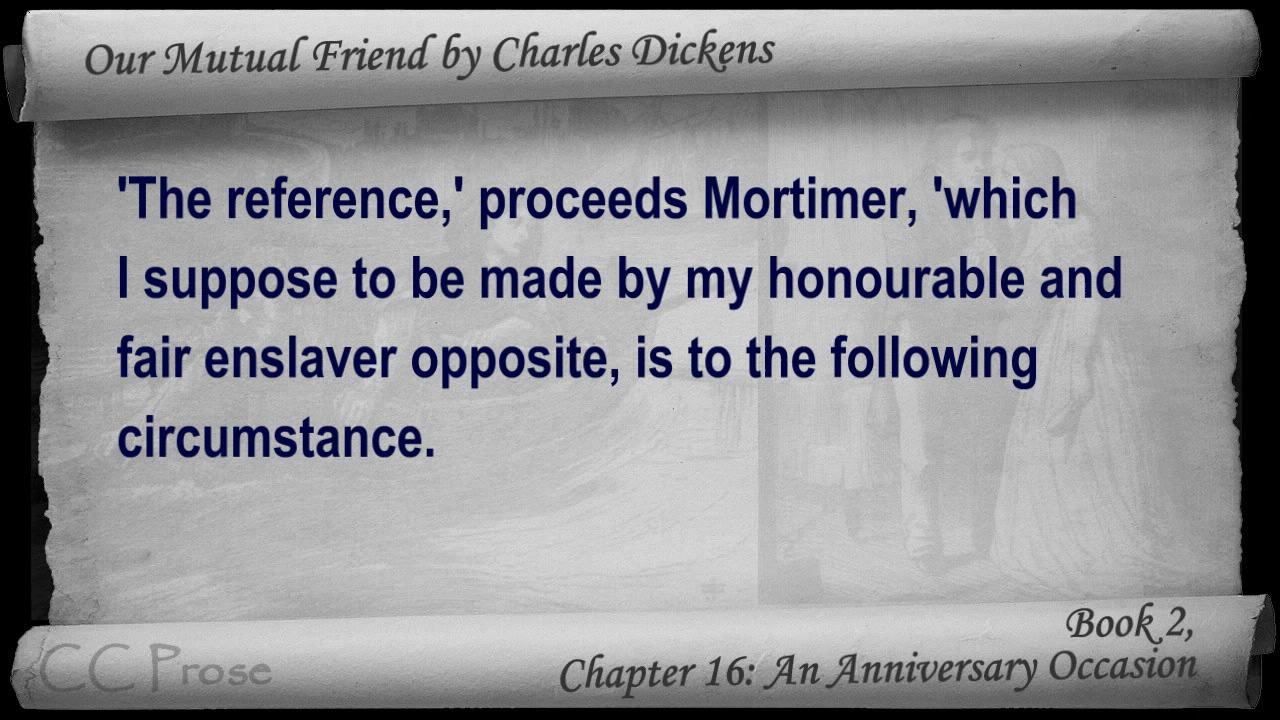 Our Mutual Friend by Charles Dickens
'The reference,' proceeds Mortimer, 'which
I suppose to be made by my honourable and
fair enslaver opposite, is to the following
circumstance.
Book 2,
Chapter 16: An Anniversary Occasion
CC Prose